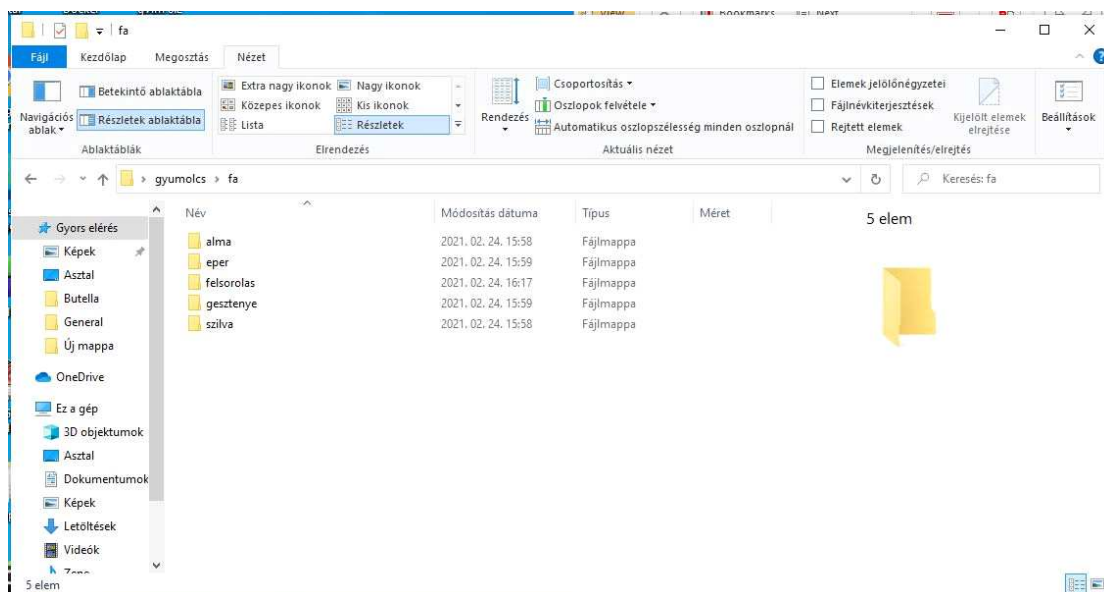 View Bookmarks Next
fa
Fájl Kezdőlap Megosztás Nézet
Navigációs ablak
Betekintő ablaktábla
Részletek ablaktábla
Ablaktáblák
Extra nagy ikonok Nagy ikonok
Közepes ikonok Kis ikonok
Lista Részletek
Elrendezés
Rendezés
Csoportosítás
Oszlopok felvétele
Automatikus oszlopszélesség minden oszlopnál
Aktuális nézet
Elemek jelölőnégyzetei
Fájlnévkiterjesztések
Rejtett elemek
Kijelölt elemek elrejtése
Megjelenítés/elrejtés
Beállítások
gyumolcs > fa
Keresés: fa
Gyors elérés
Képek
Asztal
Butella
General
Új mappa
OneDrive
Ez a gép
3D objektumok
Asztal
Dokumentumok
Képek
Letöltések
Videók
Zene
Név Módosítás dátuma Típus Méret
alma 2021. 02. 24. 15:58 Fájlmappa
eper 2021. 02. 24. 15:59 Fájlmappa
felsorolas 2021. 02. 24. 16:17 Fájlmappa
gesztenye 2021. 02. 24. 15:59 Fájlmappa
szilva 2021. 02. 24. 15:58 Fájlmappa
5 elem
5 elem